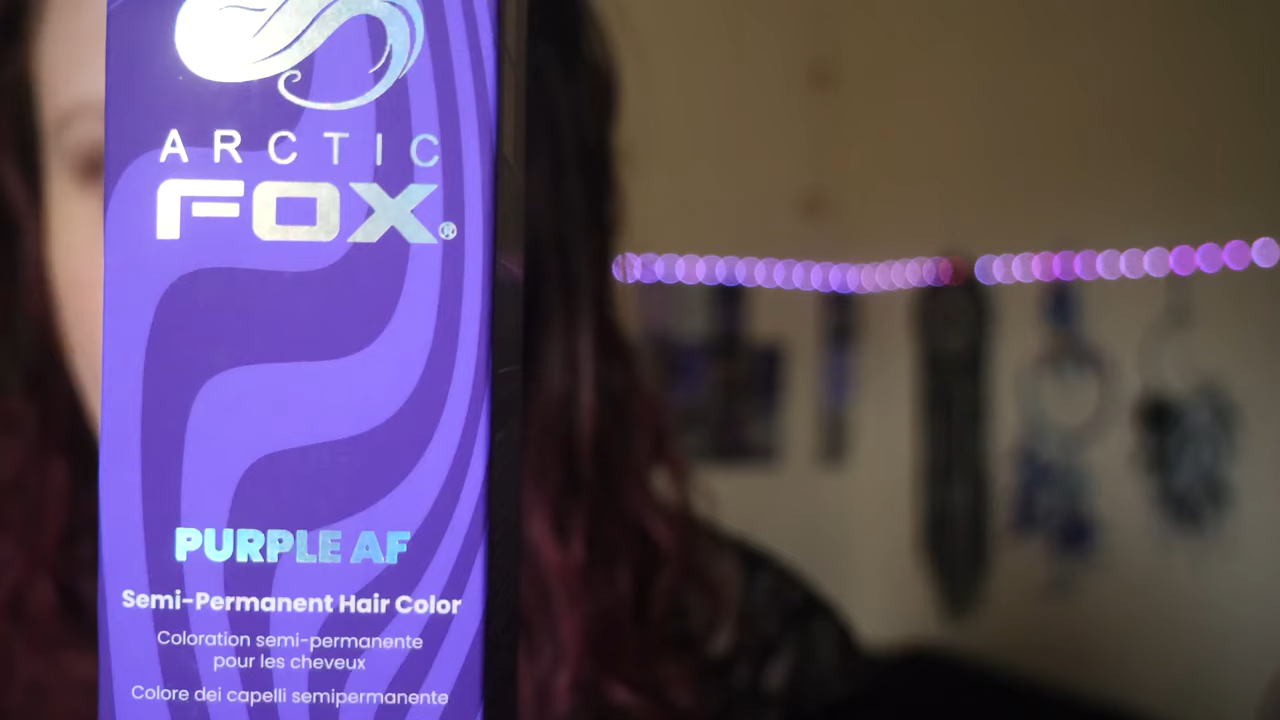 ARCTIC
FOX®
PURPLE AF
Semi-Permanent Hair Color
Coloration semi-permanente
pour les cheveux
Colore dei capelli semipermanente